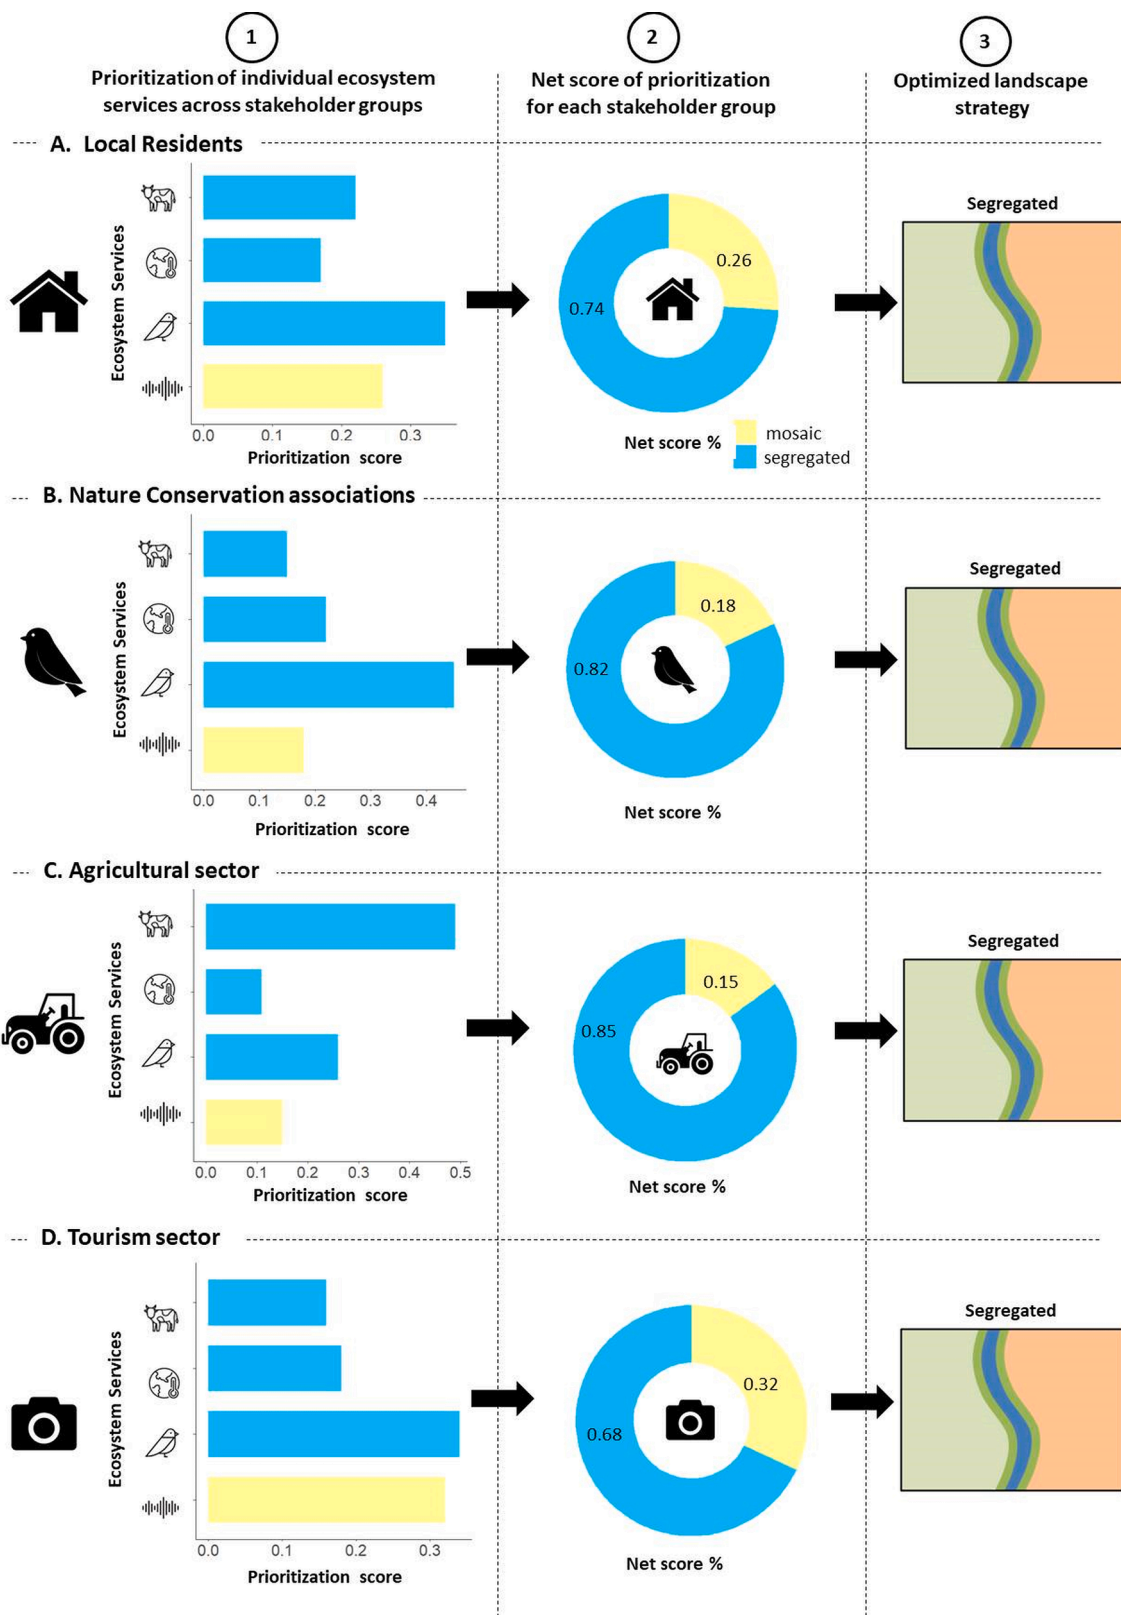 1
2
3
Prioritization of individual ecosystem
services across stakeholder groups
Net score of prioritization
for each stakeholder group
Optimized landscape
strategy
A. Local Residents
Ecosystem Services
0.0 0.1 0.2 0.3
Prioritization score
0.26
0.74
Net score %
mosaic
segregated
Segregated
B. Nature Conservation associations
Ecosystem Services
0.0 0.1 0.2 0.3 0.4
Prioritization score
0.18
0.82
Net score %
Segregated
C. Agricultural sector
Ecosystem Services
0.0 0.1 0.2 0.3 0.4 0.5
Prioritization score
0.15
0.85
Net score %
Segregated
D. Tourism sector
Ecosystem Services
0.0 0.1 0.2 0.3
Prioritization score
0.32
0.68
Net score %
Segregated